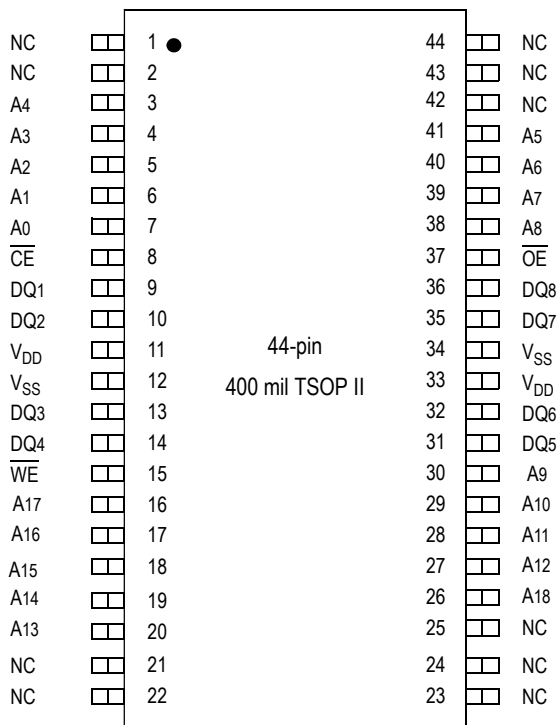 NC 1 44 NC
NC 2 43 NC
A4 3 42 NC
A3 4 41 A5
A2 5 40 A6
A1 6 39 A7
A0 7 38 A8
C̅E̅ 8 37 O̅E̅
DQ1 9 36 DQ8
DQ2 10 35 DQ7
VDD 11 44-pin 34 VSS
VSS 12 400 mil TSOP II 33 VDD
DQ3 13 32 DQ6
DQ4 14 31 DQ5
W̅E̅ 15 30 A9
A17 16 29 A10
A16 17 28 A11
A15 18 27 A12
A14 19 26 A18
A13 20 25 NC
NC 21 24 NC
NC 22 23 NC